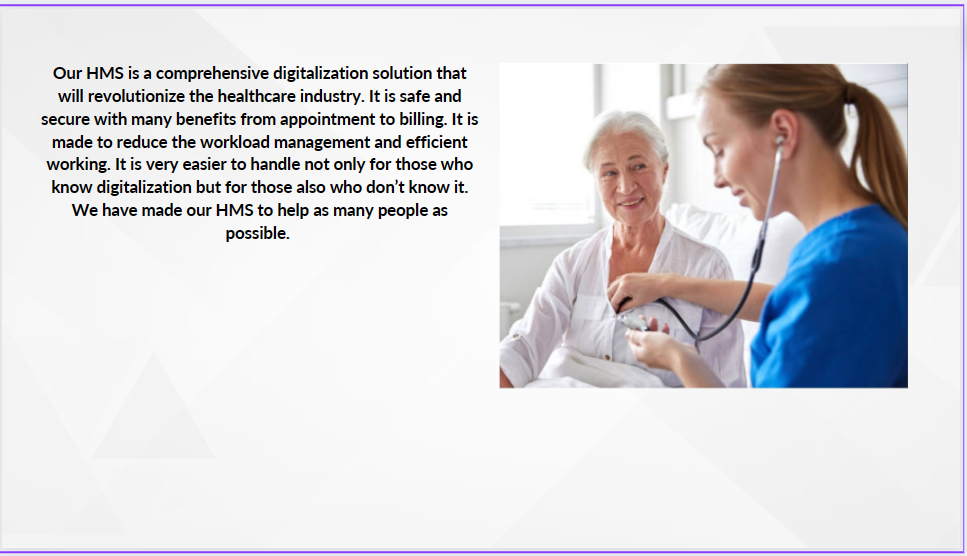 Our HMS is a comprehensive digitalization solution that
will revolutionize the healthcare industry. It is safe and
secure with many benefits from appointment to billing. It is
made to reduce the workload management and efficient
working. It is very easier to handle not only for those who
know digitalization but for those also who don’t know it.
We have made our HMS to help as many people as
possible.